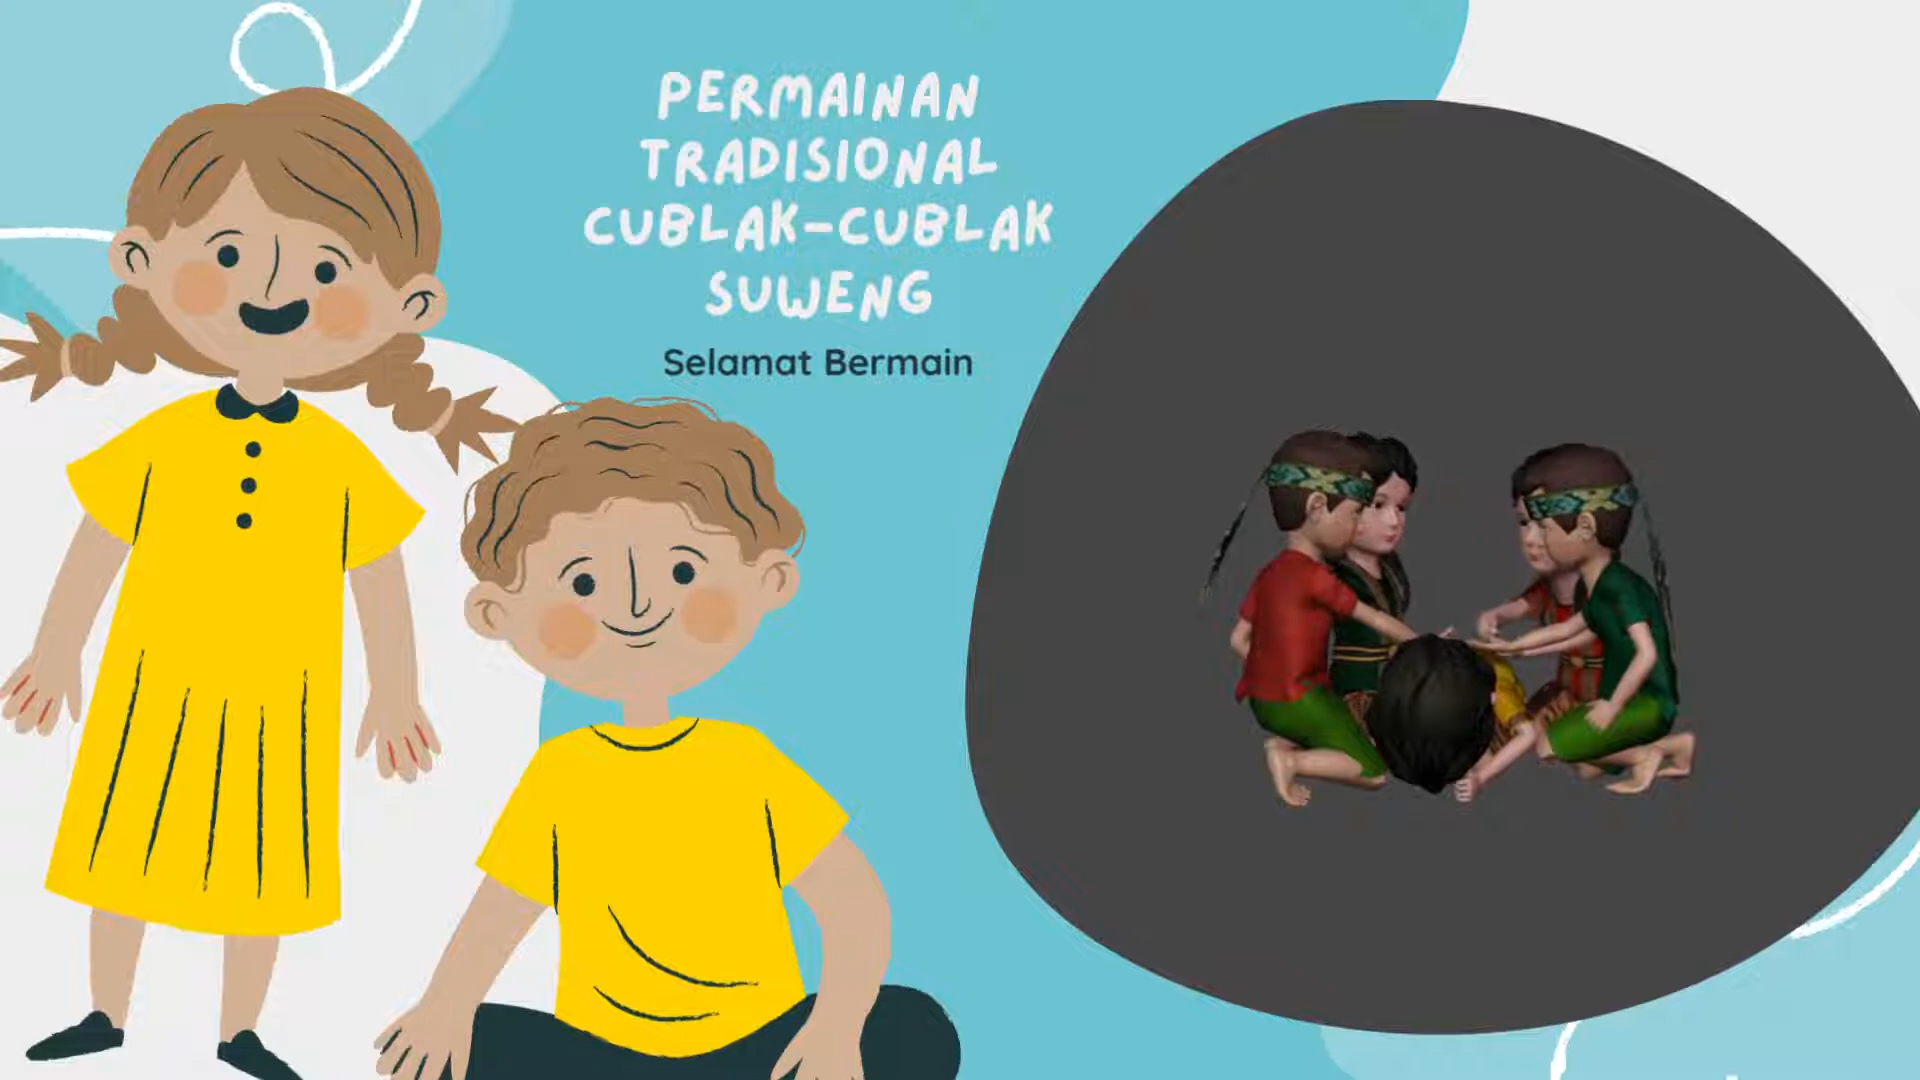 PERMAINAN
TRADISIONAL
CUBLAK-CUBLAK
SUWENG
Selamat Bermain